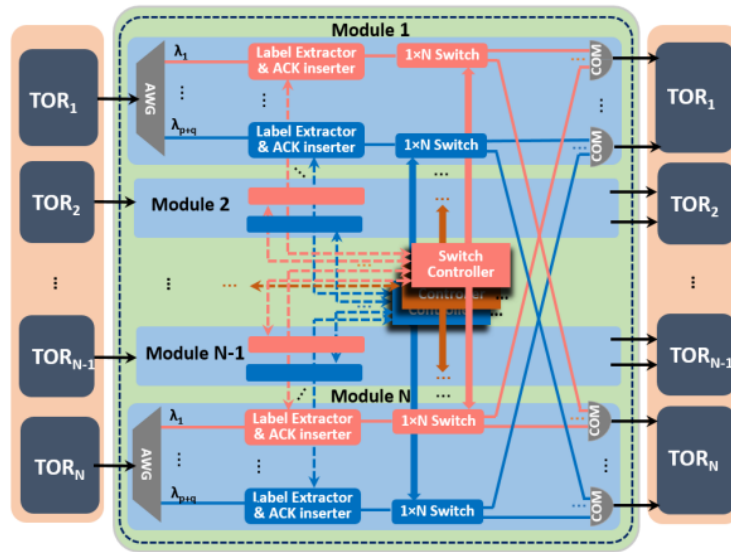 Module 1
TOR1
AWG
λ1
Label Extractor
& ACK inserter
1×N Switch
COM
TOR1
λp+q
Label Extractor
& ACK inserter
1×N Switch
COM
TOR2
Module 2
TOR2
Switch
Controller
Controller
Controller
TORN-1
Module N-1
TORN-1
Module N
TORN
AWG
λ1
Label Extractor
& ACK inserter
1×N Switch
COM
TORN
λp+q
Label Extractor
& ACK inserter
1×N Switch
COM